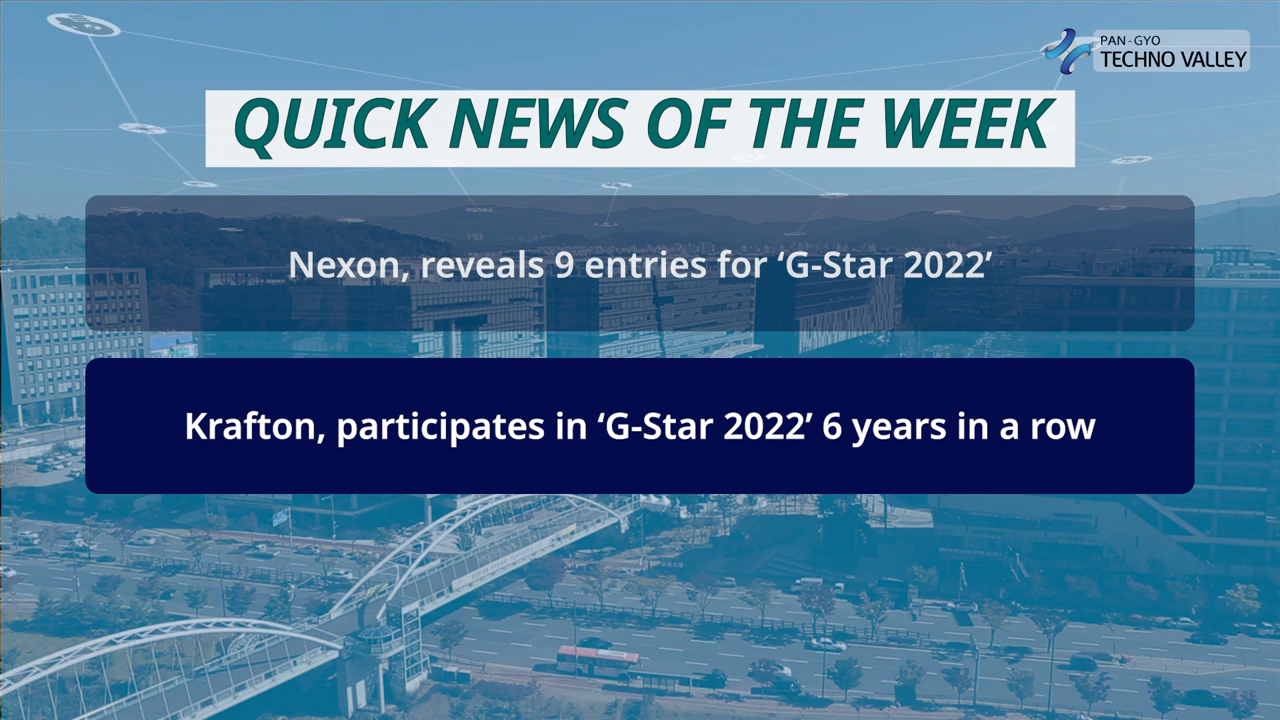 PAN-GYO
TECHNO VALLEY
QUICK NEWS OF THE WEEK
Nexon, reveals 9 entries for ‘G-Star 2022’
Krafton, participates in ‘G-Star 2022’ 6 years in a row